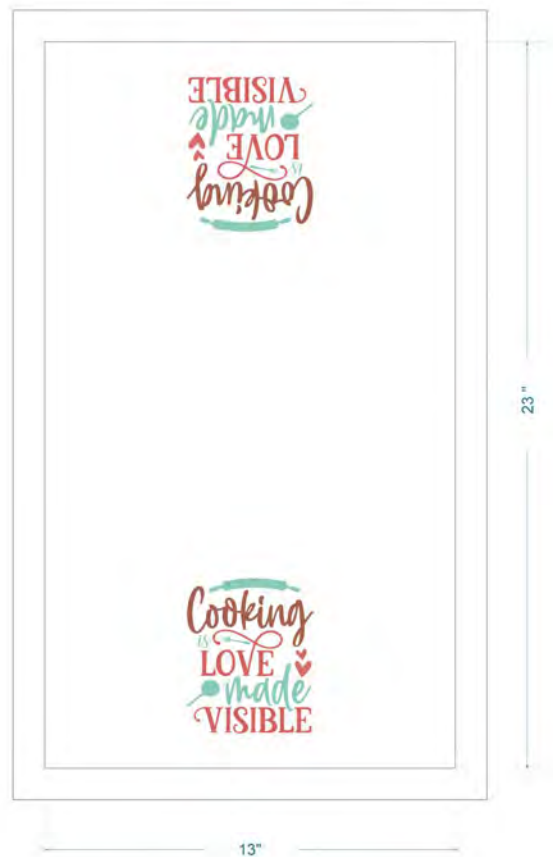 VISIBLE
made
LOVE
is
Cooking
23 "
Cooking
is
LOVE
made
VISIBLE
13"